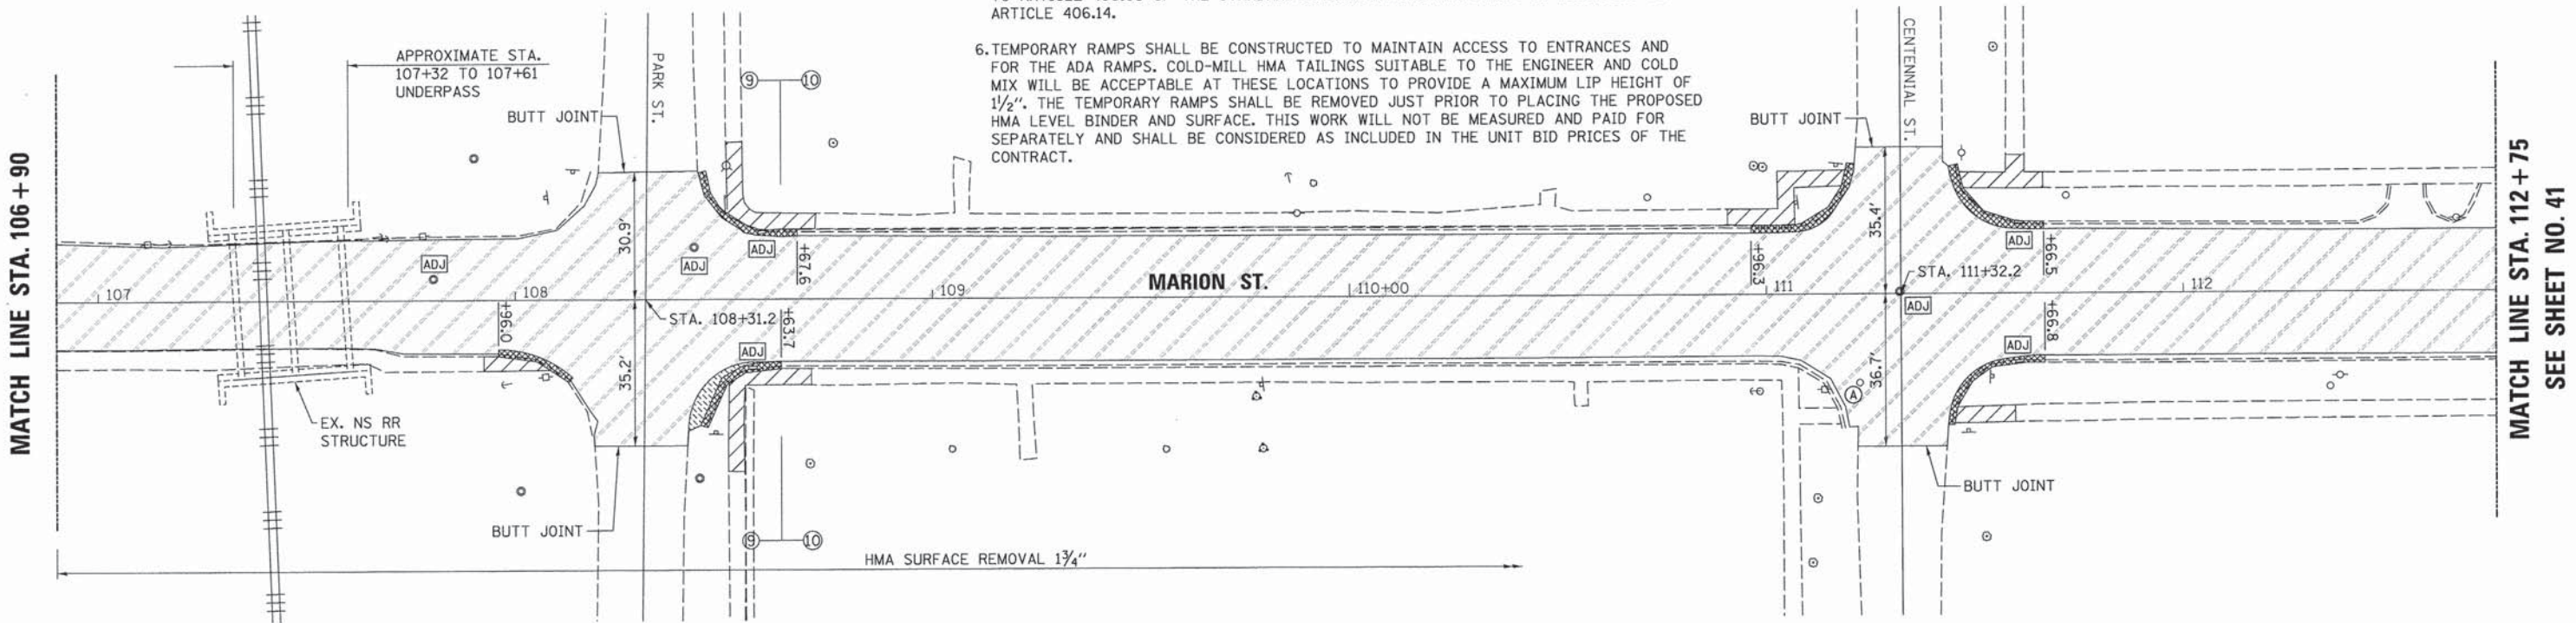 ARTICLE 406.14.
6. TEMPORARY RAMPS SHALL BE CONSTRUCTED TO MAINTAIN ACCESS TO ENTRANCES AND
FOR THE ADA RAMPS. COLD-MILL HMA TAILINGS SUITABLE TO THE ENGINEER AND COLD
MIX WILL BE ACCEPTABLE AT THESE LOCATIONS TO PROVIDE A MAXIMUM LIP HEIGHT OF
1 1/2". THE TEMPORARY RAMPS SHALL BE REMOVED JUST PRIOR TO PLACING THE PROPOSED
HMA LEVEL BINDER AND SURFACE. THIS WORK WILL NOT BE MEASURED AND PAID FOR
SEPARATELY AND SHALL BE CONSIDERED AS INCLUDED IN THE UNIT BID PRICES OF THE
CONTRACT.
MATCH LINE STA. 106+90
APPROXIMATE STA.
107+32 TO 107+61
UNDERPASS
BUTT JOINT
PARK ST.
9 10
BUTT JOINT
CENTENNIAL ST.
30.9'
35.4'
ADJ
ADJ
ADJ
+67.6
+96.3
ADJ
+66.5
107
108
109
MARION ST.
110+00
111
STA. 111+32.2
112
ADJ
+96.0
STA. 108+31.2
+63.7
+66.8
ADJ
ADJ
35.2'
36.7'
A
EX. NS RR
STRUCTURE
BUTT JOINT
BUTT JOINT
9 10
HMA SURFACE REMOVAL 1 3/4"
MATCH LINE STA. 112+75
SEE SHEET NO. 41